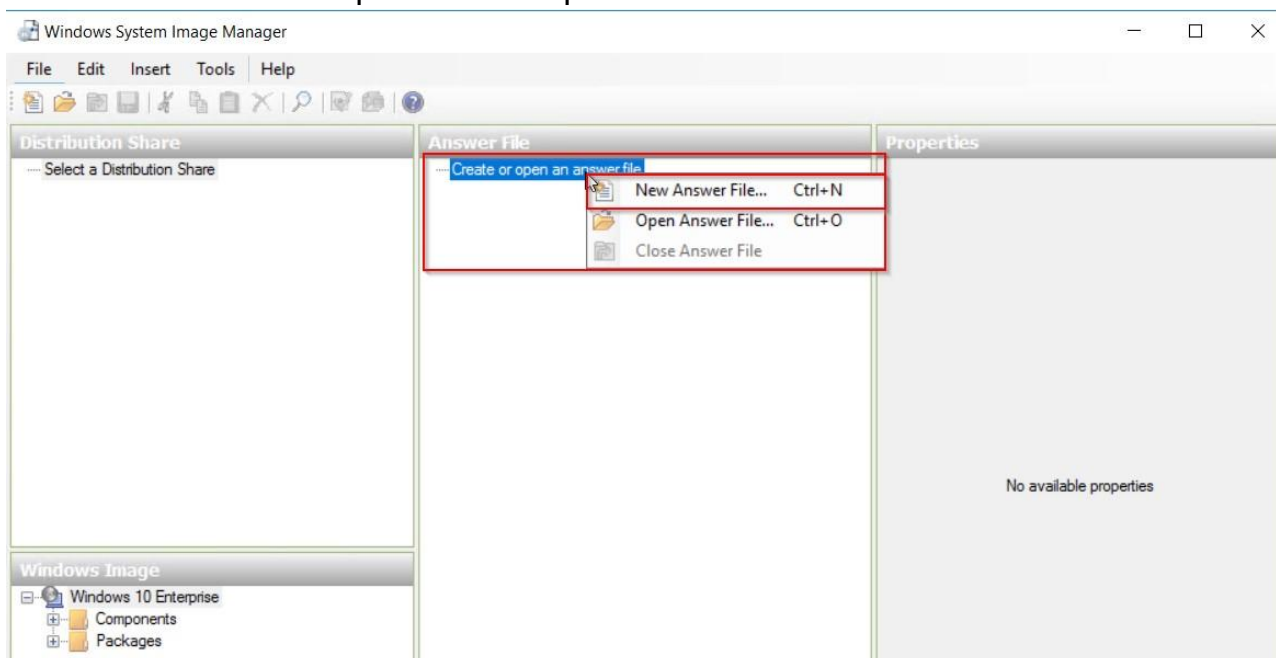 Windows System Image Manager
File Edit Insert Tools Help
Distribution Share
Select a Distribution Share
Answer File
Create or open an answer file
New Answer File... Ctrl+N
Open Answer File... Ctrl+O
Close Answer File
Properties
No available properties
Windows Image
Windows 10 Enterprise
Components
Packages